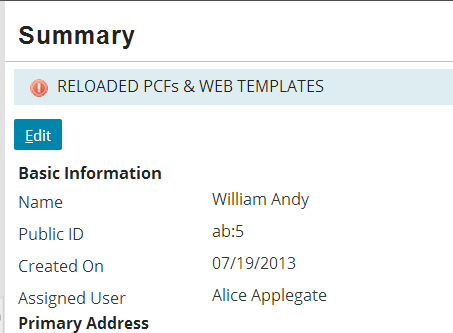 Summary
RELOADED PCFs & WEB TEMPLATES
Edit
Basic Information
Name William Andy
Public ID ab:5
Created On 07/19/2013
Assigned User Alice Applegate
Primary Address